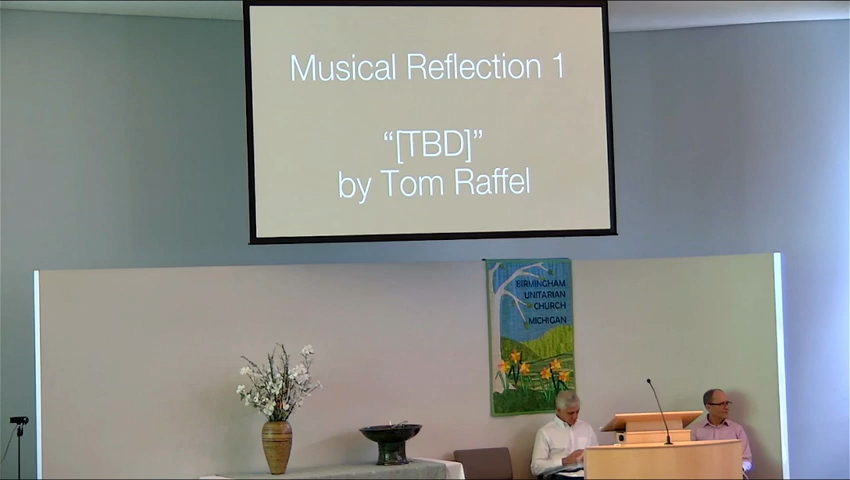 Musical Reflection 1
“[TBD]”
by Tom Raffel
BIRMINGHAM
UNITARIAN
CHURCH
MICHIGAN